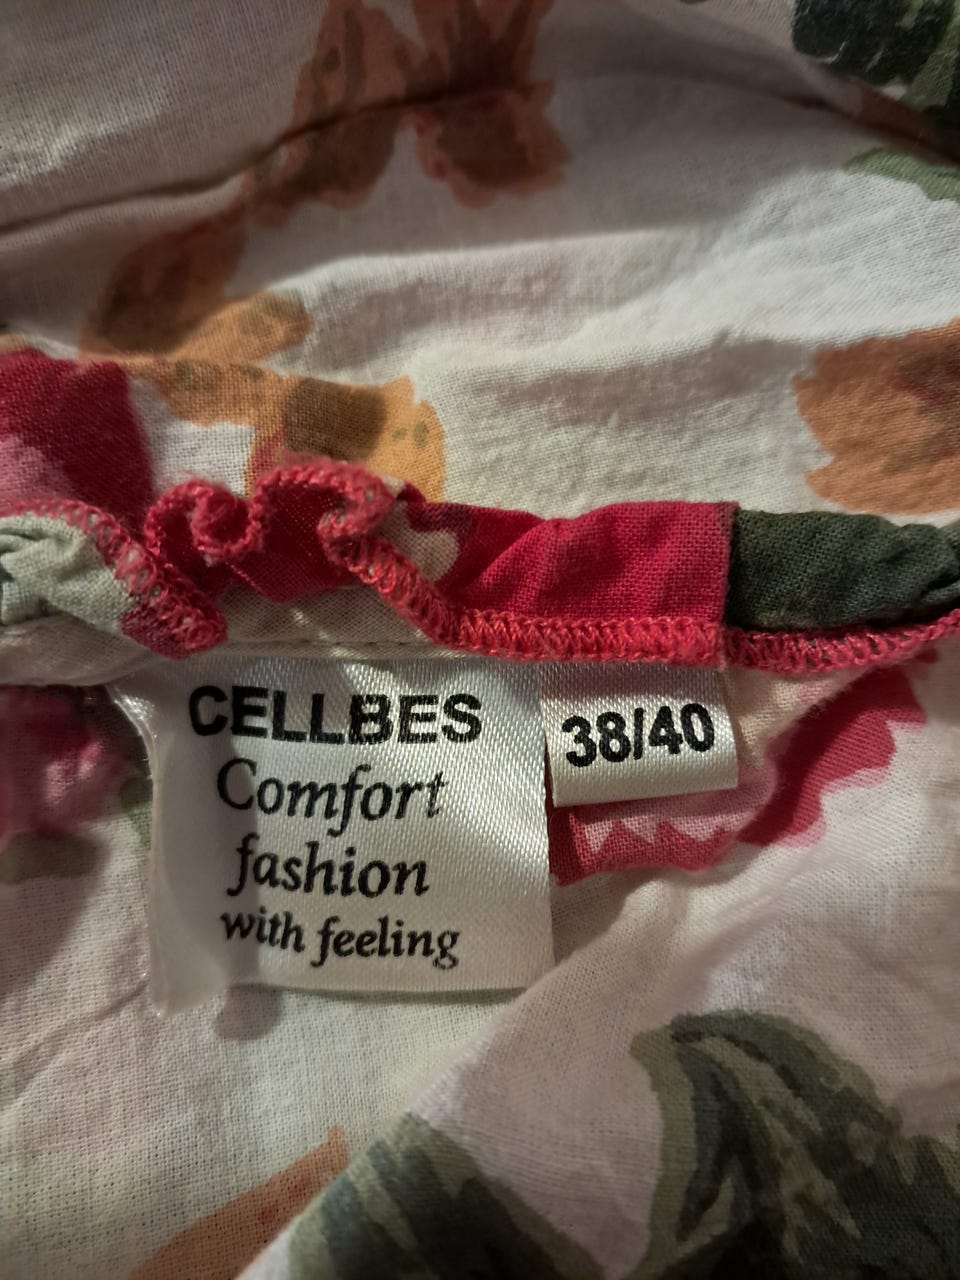 CELLBES
Comfort
fashion
with feeling
38/40